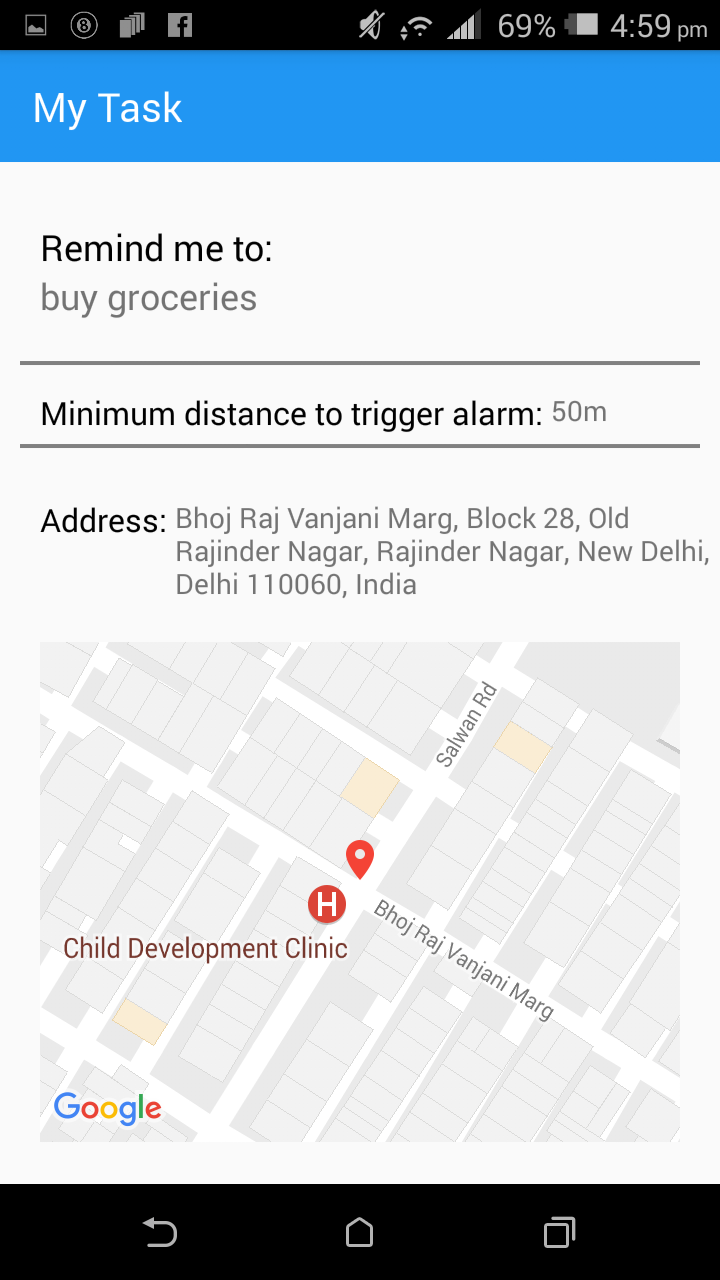 69% 4:59 pm
My Task
Remind me to:
buy groceries
Minimum distance to trigger alarm: 50m
Address: Bhoj Raj Vanjani Marg, Block 28, Old
Rajinder Nagar, Rajinder Nagar, New Delhi,
Delhi 110060, India
Salwan Rd
H
Bhoj Raj Vanjani Marg
Child Development Clinic
Google